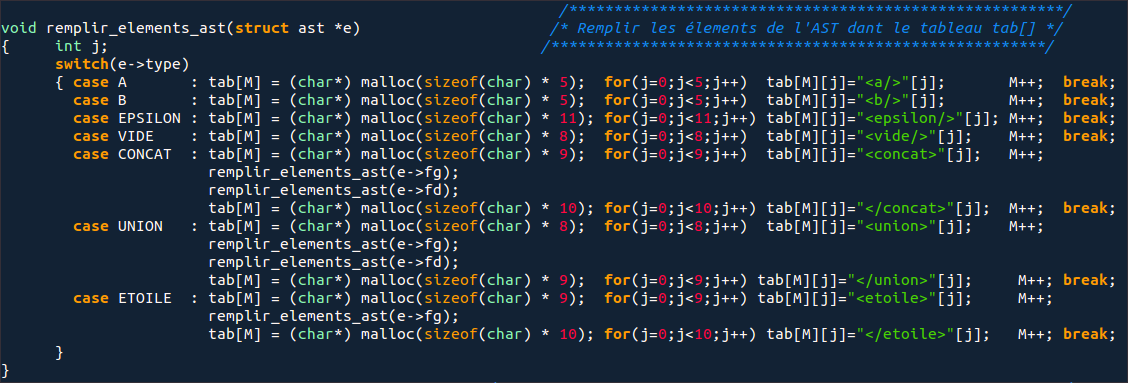 /*******************************************************/
void remplir_elements_ast(struct ast *e) /* Remplir les élements de l'AST dant le tableau tab[] */
{ int j; /*******************************************************/
switch(e->type)
{ case A : tab[M] = (char*) malloc(sizeof(char) * 5); for(j=0;j<5;j++) tab[M][j]="<a/>"[j]; M++; break;
case B : tab[M] = (char*) malloc(sizeof(char) * 5); for(j=0;j<5;j++) tab[M][j]="<b/>"[j]; M++; break;
case EPSILON : tab[M] = (char*) malloc(sizeof(char) * 11); for(j=0;j<11;j++) tab[M][j]="<epsilon/>"[j]; M++; break;
case VIDE : tab[M] = (char*) malloc(sizeof(char) * 8); for(j=0;j<8;j++) tab[M][j]="<vide/>"[j]; M++; break;
case CONCAT : tab[M] = (char*) malloc(sizeof(char) * 9); for(j=0;j<9;j++) tab[M][j]="<concat>"[j]; M++;
remplir_elements_ast(e->fg);
remplir_elements_ast(e->fd);
tab[M] = (char*) malloc(sizeof(char) * 10); for(j=0;j<10;j++) tab[M][j]="</concat>"[j]; M++; break;
case UNION : tab[M] = (char*) malloc(sizeof(char) * 8); for(j=0;j<8;j++) tab[M][j]="<union>"[j]; M++;
remplir_elements_ast(e->fg);
remplir_elements_ast(e->fd);
tab[M] = (char*) malloc(sizeof(char) * 9); for(j=0;j<9;j++) tab[M][j]="</union>"[j]; M++; break;
case ETOILE : tab[M] = (char*) malloc(sizeof(char) * 9); for(j=0;j<9;j++) tab[M][j]="<etoile>"[j]; M++;
remplir_elements_ast(e->fg);
tab[M] = (char*) malloc(sizeof(char) * 10); for(j=0;j<10;j++) tab[M][j]="</etoile>"[j]; M++; break;
}
}